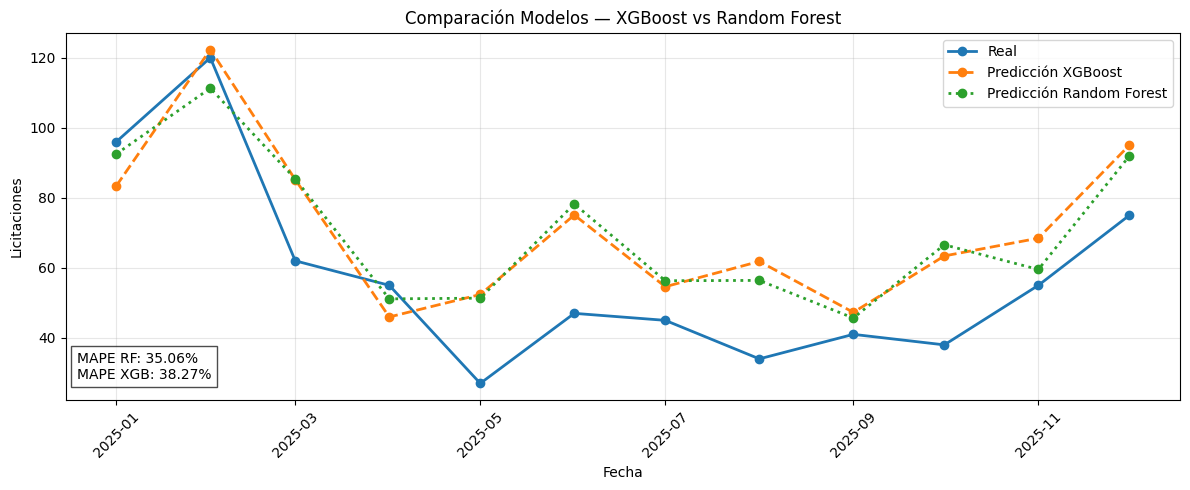 Comparación Modelos — XGBoost vs Random Forest
Real
Predicción XGBoost
Predicción Random Forest
120
100
80
60
40
Licitaciones
MAPE RF: 35.06%
MAPE XGB: 38.27%
2025-01
2025-03
2025-05
2025-07
2025-09
2025-11
Fecha